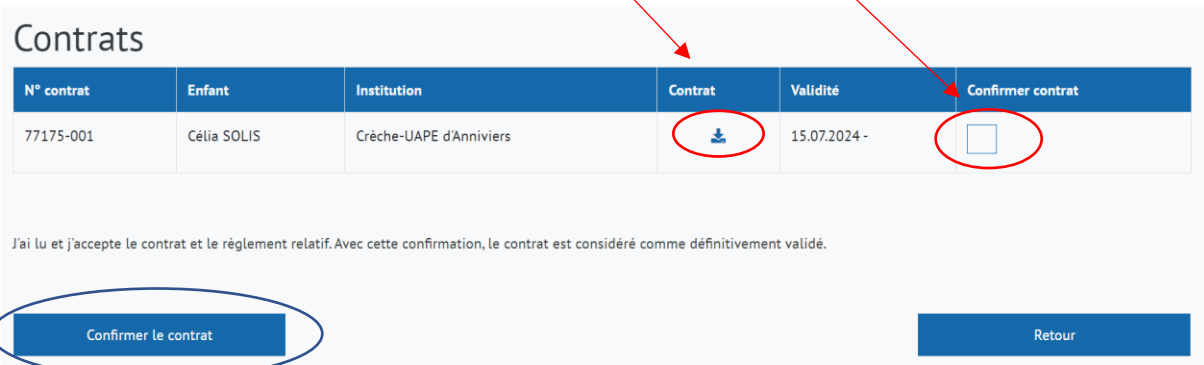 Contrats
N° contrat Enfant Institution Contrat Validité Confirmer contrat
77175-001 Célia SOLIS Crèche-UAPE d'Anniviers 15.07.2024 -
J'ai lu et j'accepte le contrat et le règlement relatif. Avec cette confirmation, le contrat est considéré comme définitivement validé.
Confirmer le contrat Retour